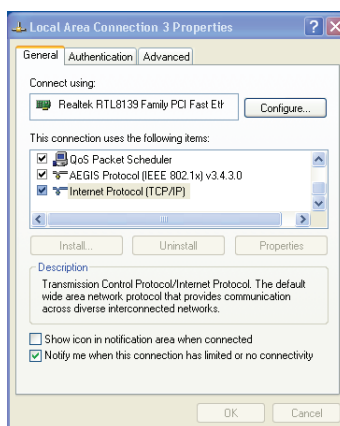 Local Area Connection 3 Properties
General Authentication Advanced
Connect using:
Realtek RTL8139 Family PCI Fast Eth
Configure...
This connection uses the following items:
QoS Packet Scheduler
AEGIS Protocol (IEEE 802.1x) v3.4.3.0
Internet Protocol (TCP/IP)
Install... Uninstall Properties
Description
Transmission Control Protocol/Internet Protocol. The default
wide area network protocol that provides communication
across diverse interconnected networks.
Show icon in notification area when connected
Notify me when this connection has limited or no connectivity
OK Cancel